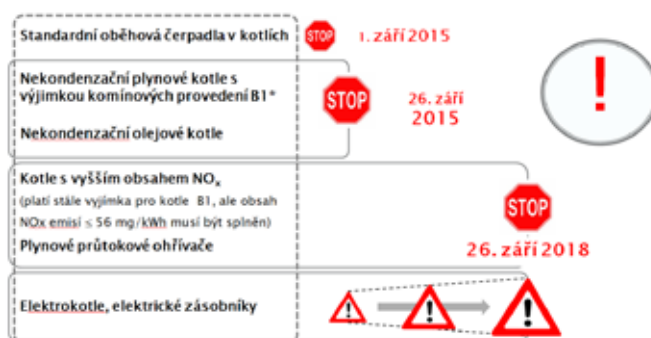 Standardní oběhová čerpadla v kotlích
STOP
1. září 2015
Nekondenzační plynové kotle s
výjimkou komínových provedení B1*
STOP
26. září
2015
Nekondenzační olejové kotle
!
Kotle s vyšším obsahem NOx
(platí stále vyjímka pro kotle B1, ale obsah
NOx emisí ≤ 56 mg/kWh musí být splněn)
Plynové průtokové ohřívače
STOP
26. září 2018
Elektrokotle, elektrické zásobníky
!
!
!